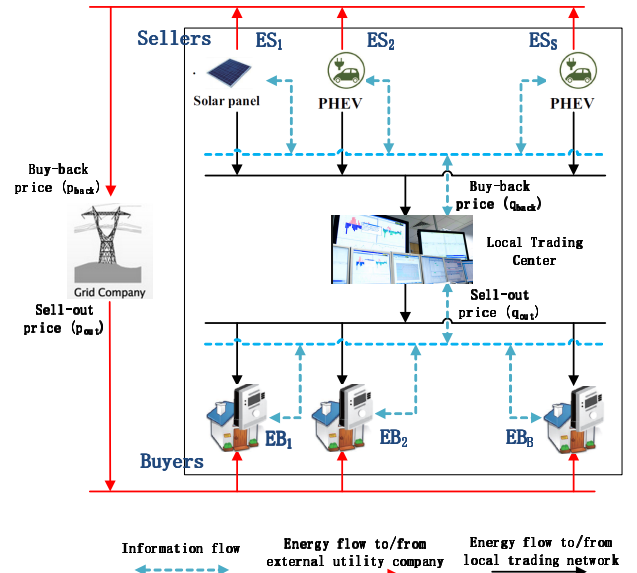 Sellers
ES1
ES2
ESS
Solar panel
PHEV
PHEV
Buy-back
price (pback)
Buy-back
price (qback)
Local Trading
Center
Grid Company
Sell-out
price (pout)
Sell-out
price (qout)
EB1
EB2
EBB
Buyers
Information flow
Energy flow to/from
external utility company
Energy flow to/from
local trading network